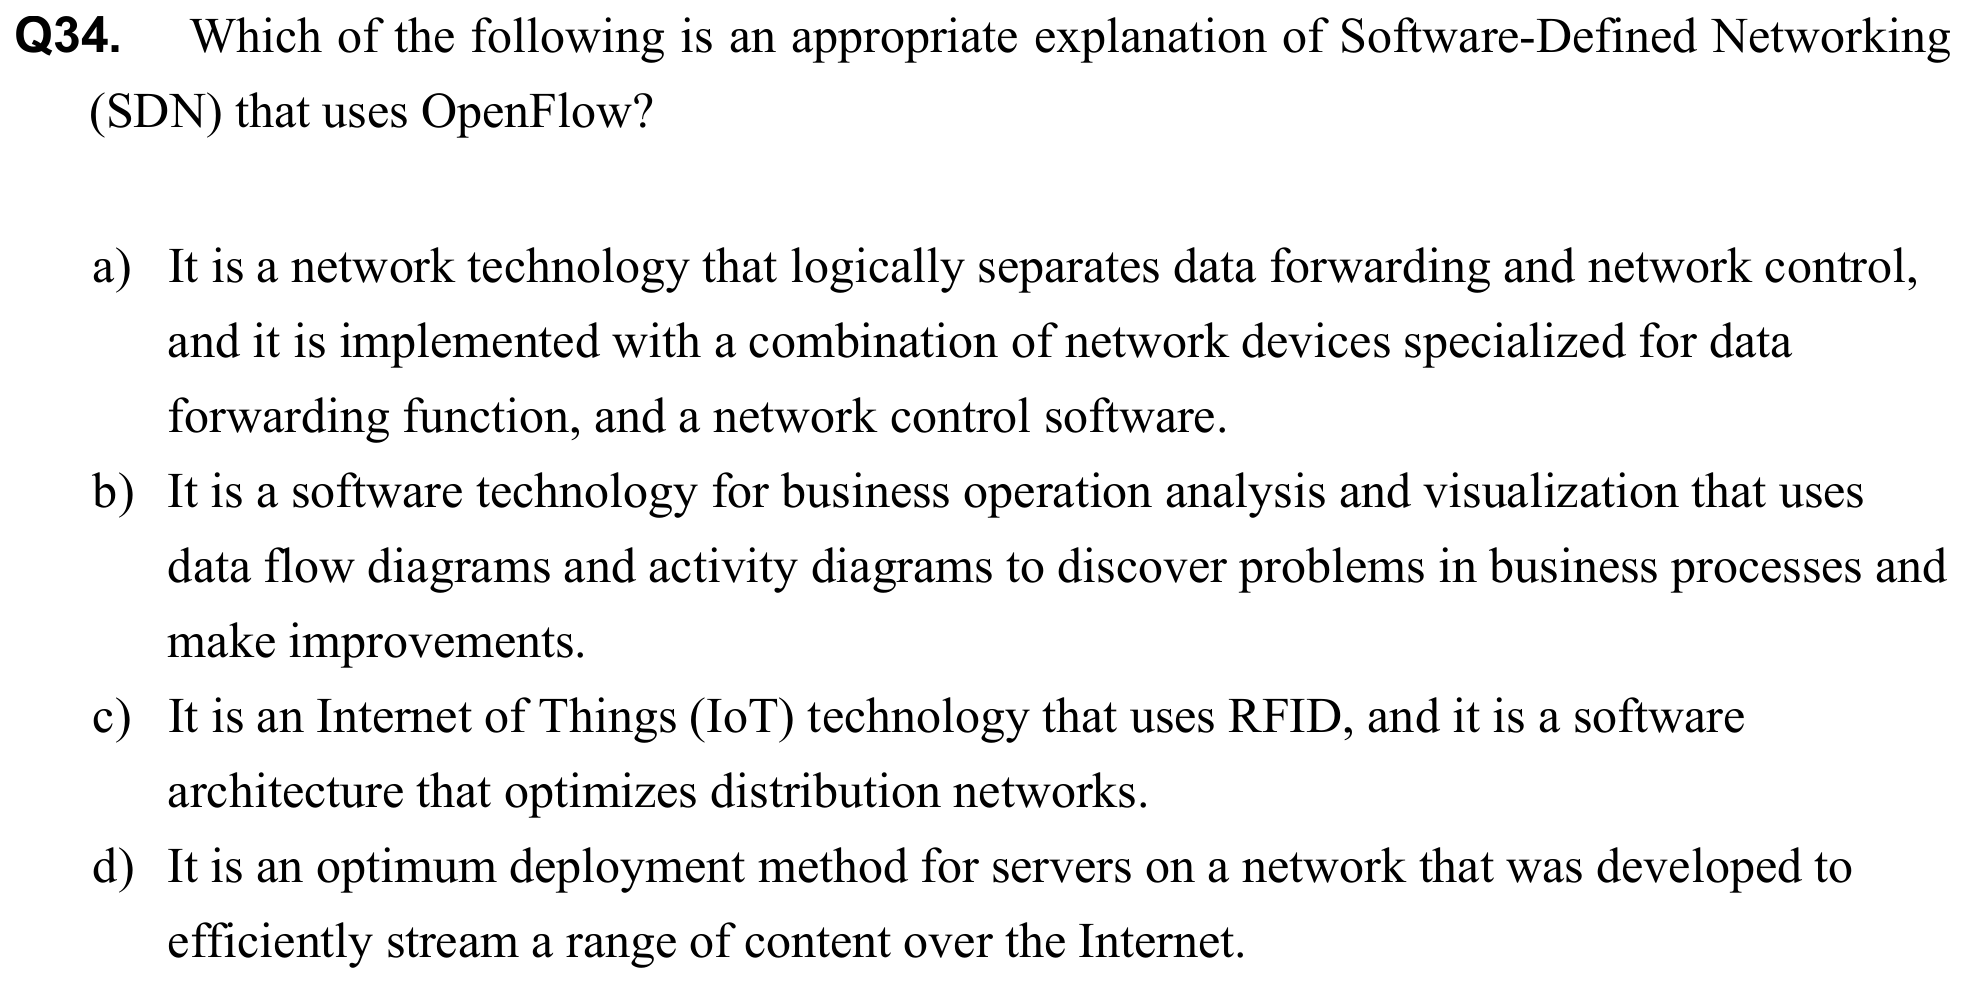 Q34. Which of the following is an appropriate explanation of Software-Defined Networking
(SDN) that uses OpenFlow?
a) It is a network technology that logically separates data forwarding and network control,
and it is implemented with a combination of network devices specialized for data
forwarding function, and a network control software.
b) It is a software technology for business operation analysis and visualization that uses
data flow diagrams and activity diagrams to discover problems in business processes and
make improvements.
c) It is an Internet of Things (IoT) technology that uses RFID, and it is a software
architecture that optimizes distribution networks.
d) It is an optimum deployment method for servers on a network that was developed to
efficiently stream a range of content over the Internet.